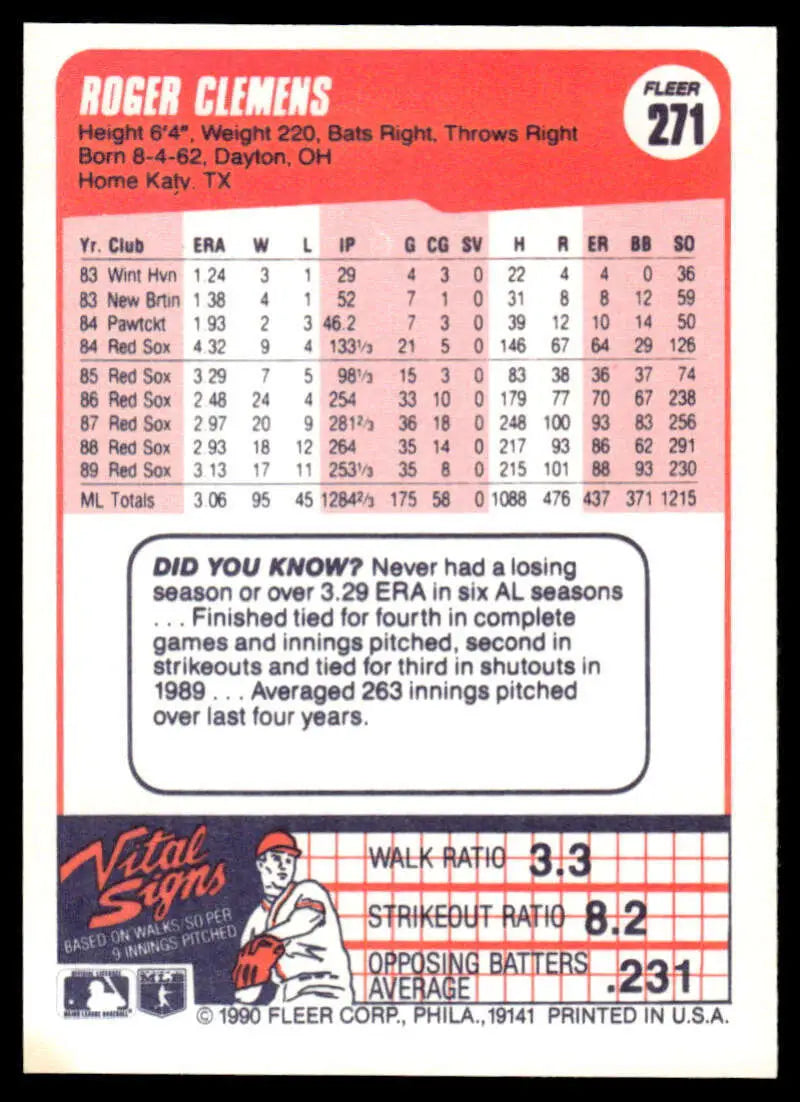 ROGER CLEMENS
FLEER
271
Height 6'4", Weight 220, Bats Right, Throws Right
Born 8-4-62, Dayton, OH
Home Katy. TX
Yr. Club ERA W L IP G CG SV H R ER BB SO
83 Wint Hvn 1.24 3 1 29 4 3 0 22 4 4 0 36
83 New Brtin 1.38 4 1 52 7 1 0 31 8 8 12 59
84 Pawtckt 1.93 2 3 46.2 7 3 0 39 12 10 14 50
84 Red Sox 4.32 9 4 133⅓ 21 5 0 146 67 64 29 126
85 Red Sox 3.29 7 5 98⅓ 15 3 0 83 38 36 37 74
86 Red Sox 2.48 24 4 254 33 10 0 179 77 70 67 238
87 Red Sox 2.97 20 9 281⅔ 36 18 0 248 100 93 83 256
88 Red Sox 2.93 18 12 264 35 14 0 217 93 86 62 291
89 Red Sox 3.13 17 11 253⅓ 35 8 0 215 101 88 93 230
ML Totals 3.06 95 45 1284⅔ 175 58 0 1088 476 437 371 1215
DID YOU KNOW? Never had a losing
season or over 3.29 ERA in six AL seasons
. . . Finished tied for fourth in complete
games and innings pitched, second in
strikeouts and tied for third in shutouts in
1989 . . . Averaged 263 innings pitched
over last four years.
Vital
Signs
BASED ON WALKS/SO PER
9 INNINGS PITCHED
WALK RATIO 3.3
STRIKEOUT RATIO 8.2
OPPOSING BATTERS
AVERAGE .231
OFFICIAL LICENSEE
MAJOR LEAGUE BASEBALL
© 1990 FLEER CORP., PHILA., 19141 PRINTED IN U.S.A.